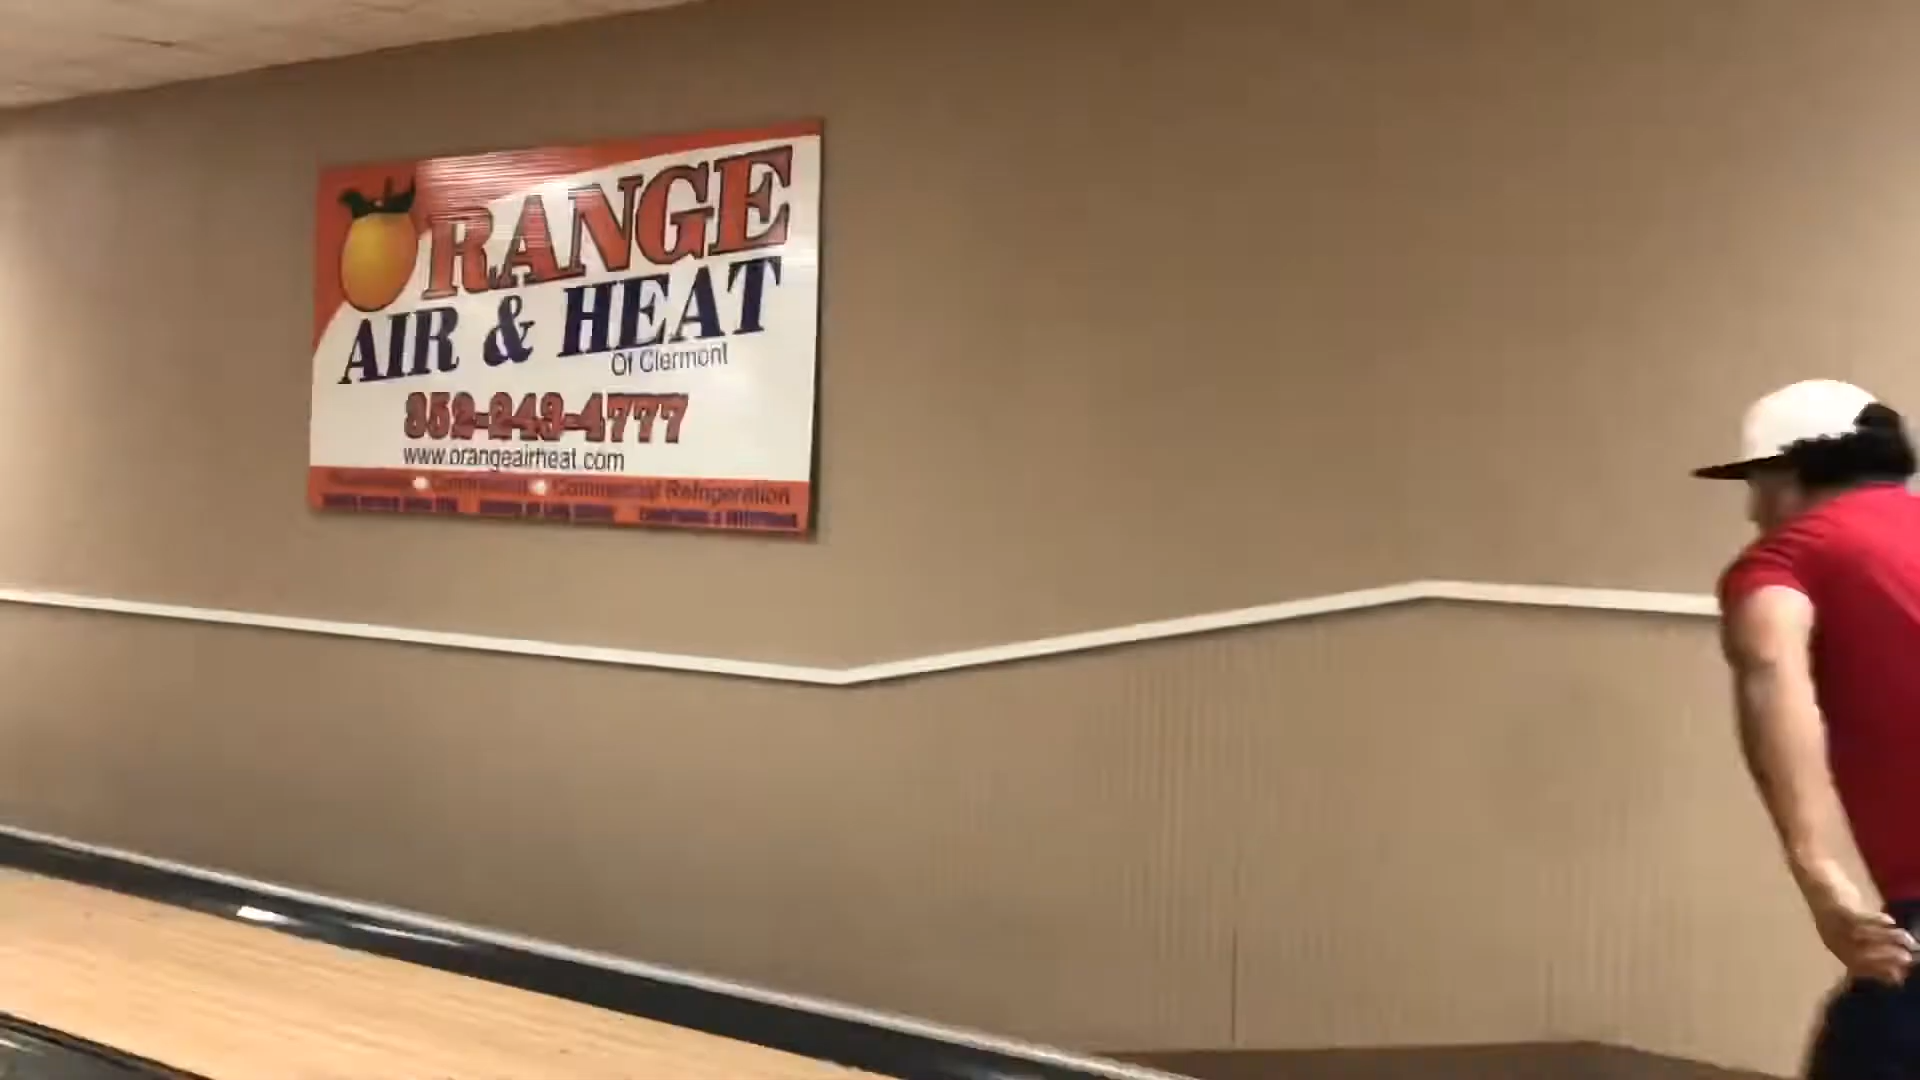 ORANGE
AIR & HEAT
Of Clermont
352-243-4777
www.orangeairheat.com
Commercial Refrigeration